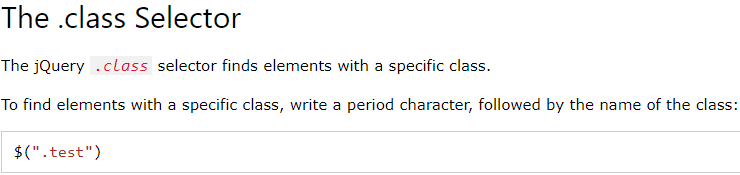 The .class Selector
The jQuery .class selector finds elements with a specific class.
To find elements with a specific class, write a period character, followed by the name of the class:
$(".test")